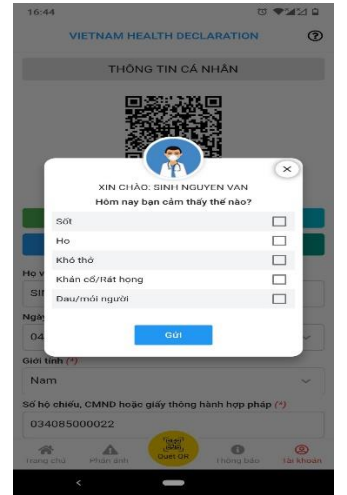 16:44
VIETNAM HEALTH DECLARATION
THÔNG TIN CÁ NHÂN
XIN CHÀO: SINH NGUYEN VAN
Hôm nay bạn cảm thấy thế nào?
Sốt
Ho
Khó thở
Khản cổ/Rát họng
Đau/mỏi người
Gửi
Họ v
SI
Ngày
04
Giới tính (*)
Nam
Số hộ chiếu, CMND hoặc giấy thông hành hợp pháp (*)
034085000022
Trang chủ
Phản ánh
Quét QR
Thông báo
Tài khoản